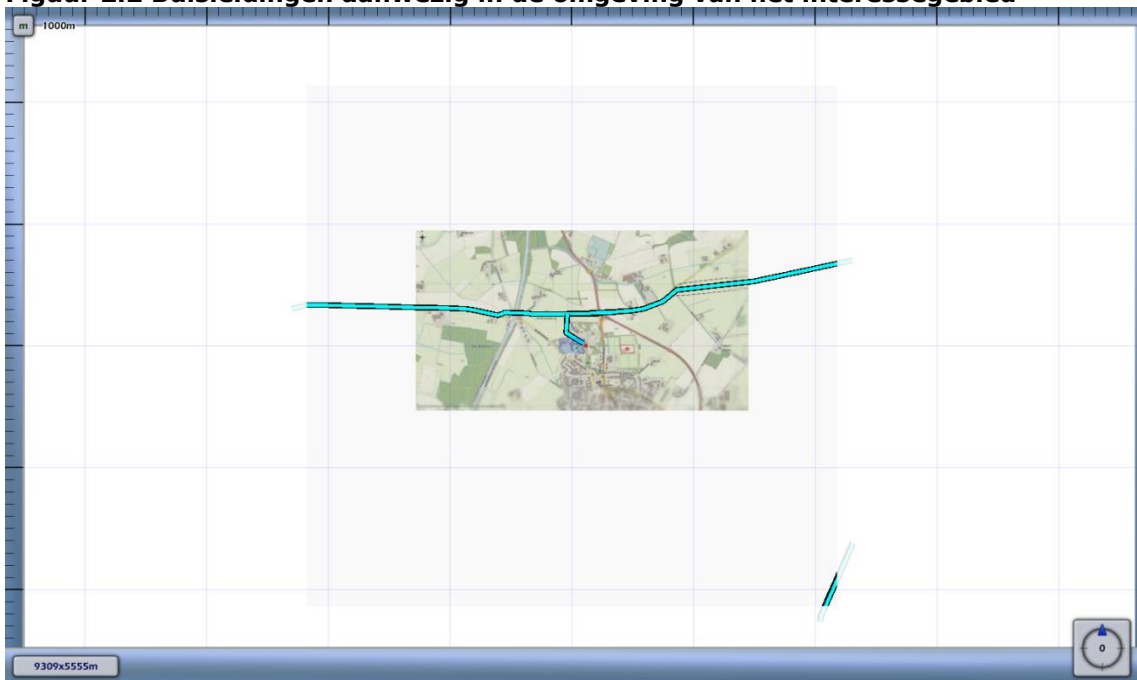 Figuur 2.2 Buisleidingen aanwezig in de omgeving van het interessegebied
m 1000m
0
9309x5555m